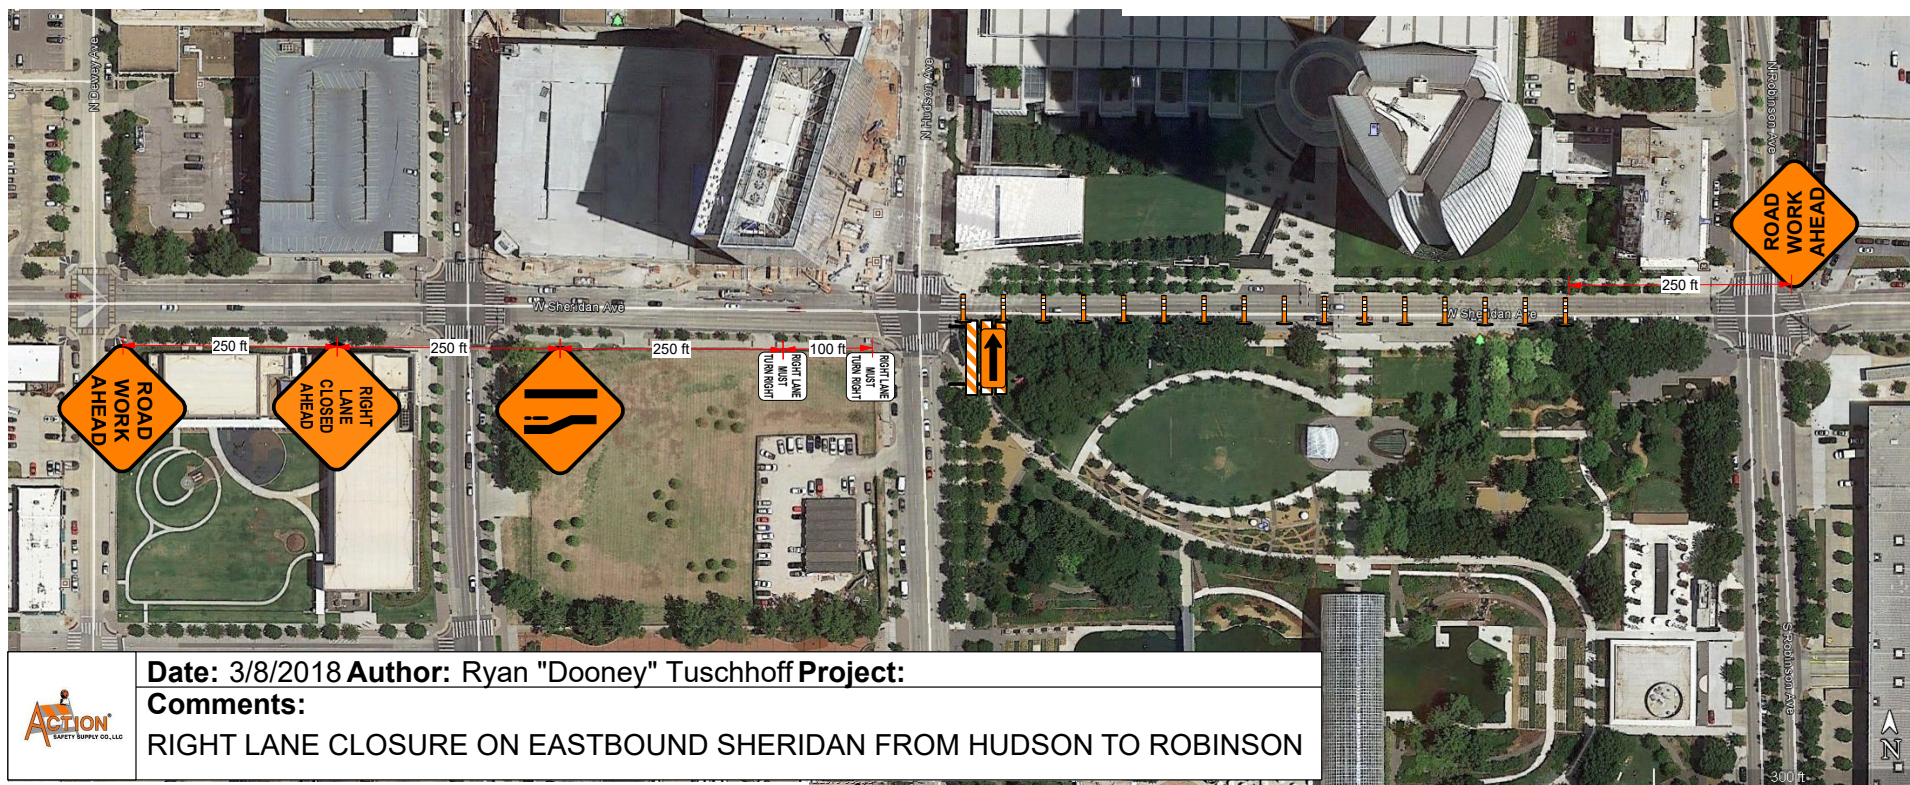 N Dewey Ave
N Hudson Ave
N Robinson Ave
ROAD
WORK
AHEAD
250 ft
W Sheridan Ave
W Sheridan Ave
250 ft
250 ft
250 ft
100 ft
ROAD
WORK
AHEAD
RIGHT
LANE
CLOSED
AHEAD
RIGHT LANE
MUST
TURN RIGHT
RIGHT LANE
MUST
TURN RIGHT
S Robinson Ave
N
300 ft
ACTION
SAFETY SUPPLY CO., LLC
Date: 3/8/2018 Author: Ryan "Dooney" Tuschhoff Project:
Comments:
RIGHT LANE CLOSURE ON EASTBOUND SHERIDAN FROM HUDSON TO ROBINSON